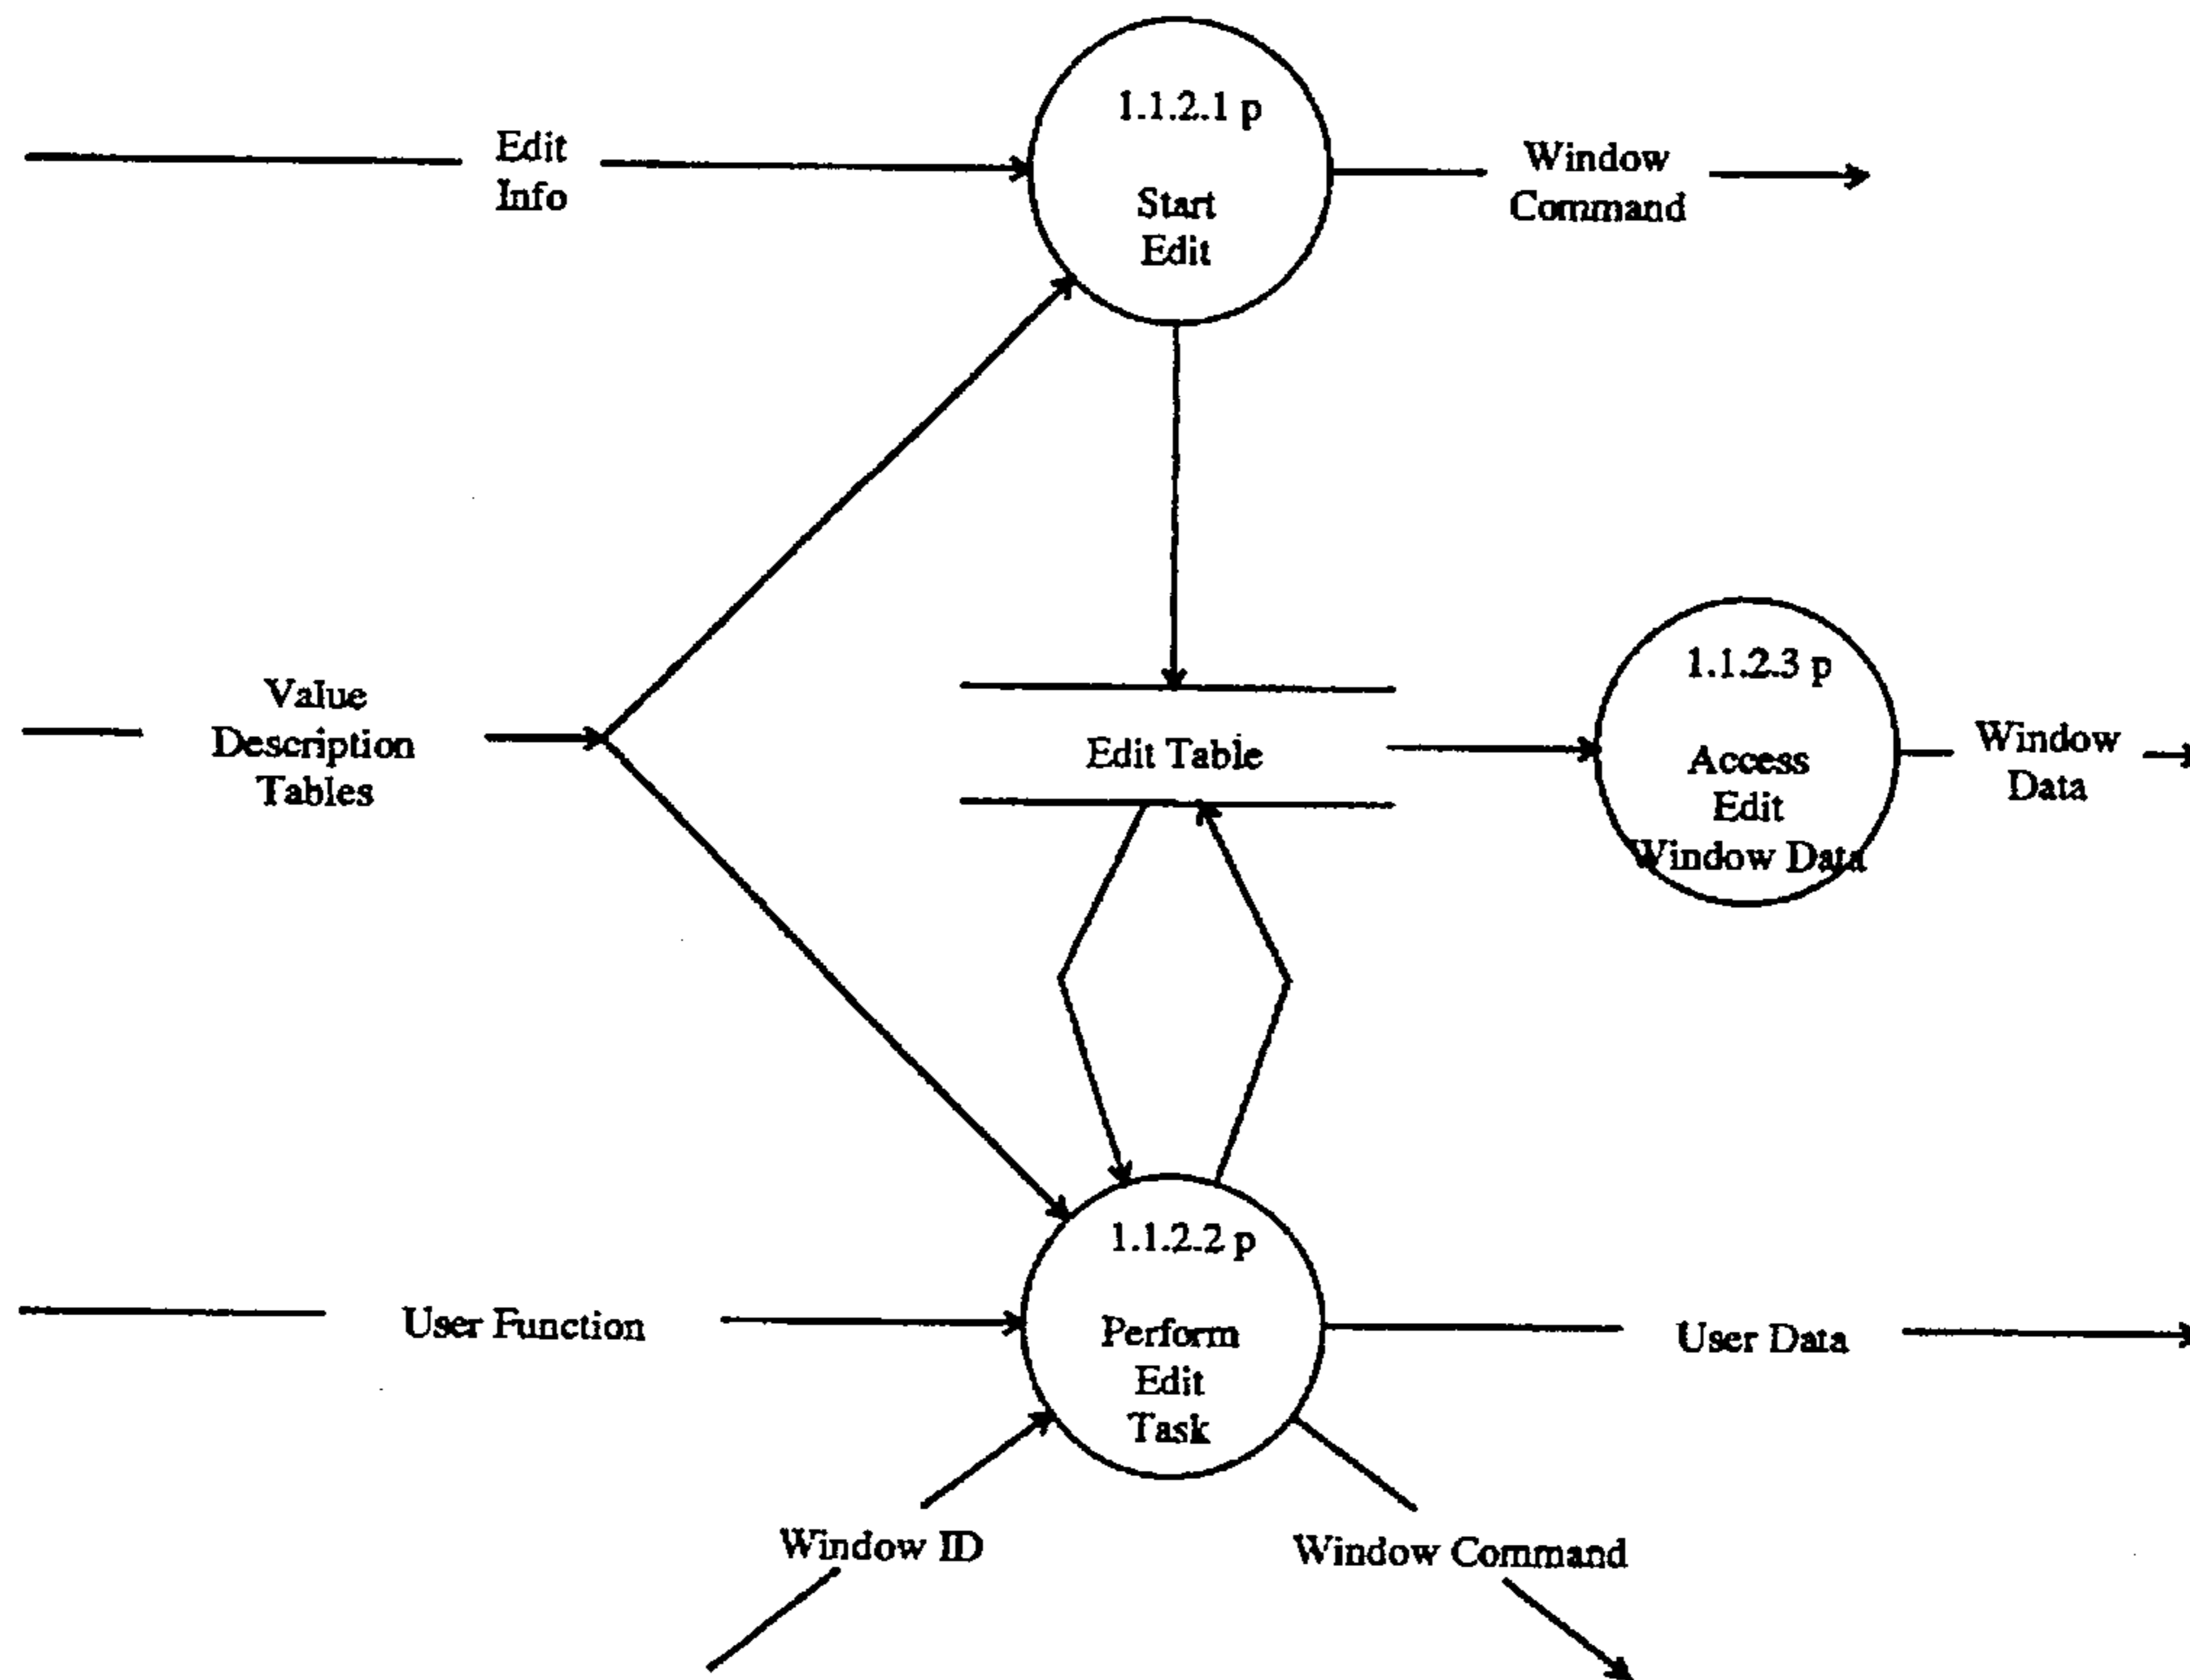 1.1.2.1 p
Edit
Info
Start
Edit
Window
Command
Value
Description
Tables
Edit Table
1.1.2.3 p
Access
Edit
Window Data
Window
Data
1.1.2.2 p
User Function
Perform
Edit
Task
User Data
Window ID
Window Command